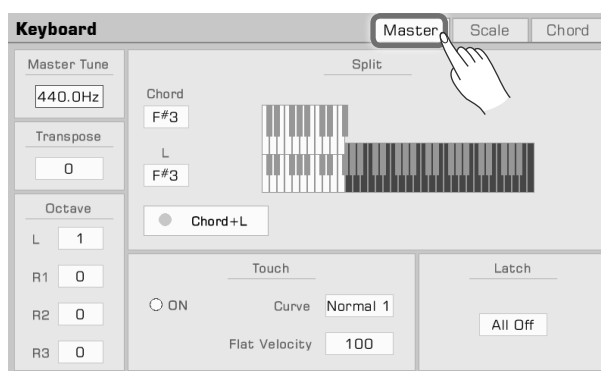 Keyboard
Master Scale Chord
Master Tune
440.0Hz
Transpose
0
Octave
L 1
R1 0
R2 0
R3 0
Split
Chord
F#3
L
F#3
Chord+L
Touch
ON
Curve Normal 1
Flat Velocity 100
Latch
All Off